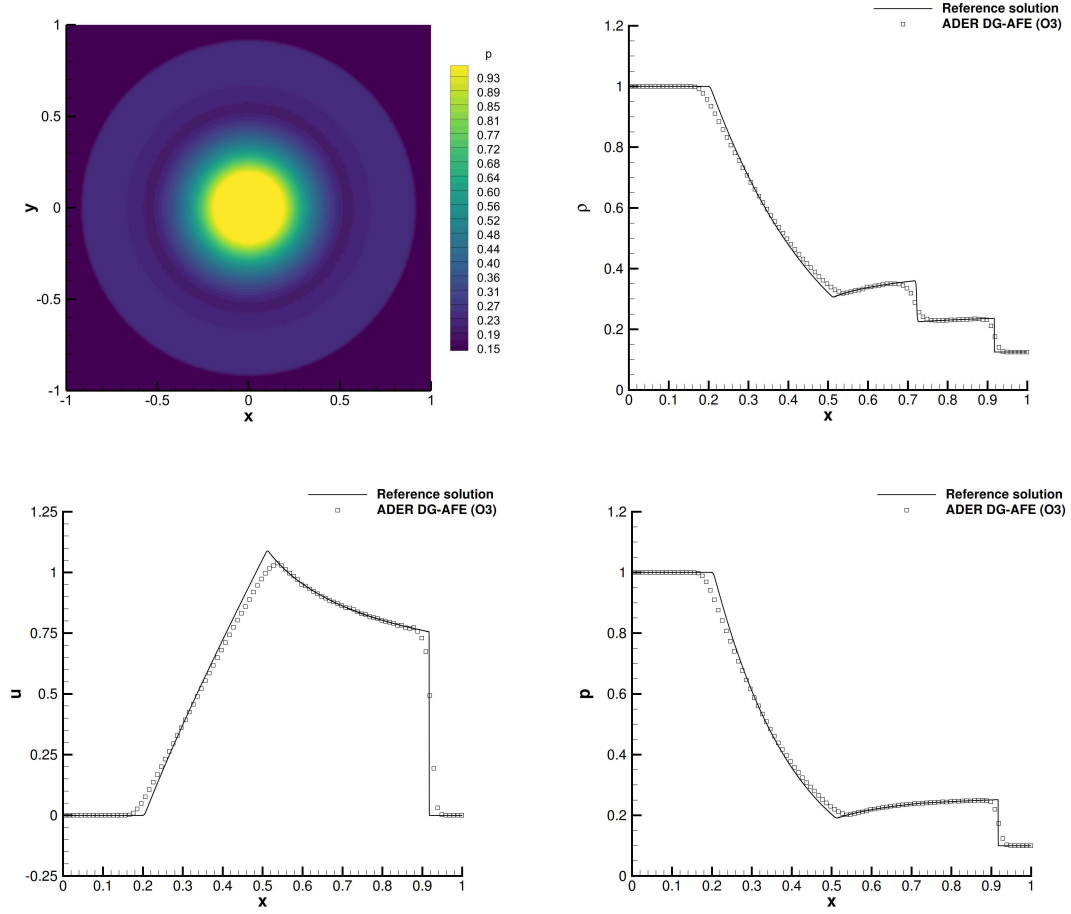 1
0.5
0
-0.5
-1
y
-1
-0.5
0
0.5
1
x
p
0.93
0.89
0.85
0.81
0.77
0.72
0.68
0.64
0.60
0.56
0.52
0.48
0.44
0.40
0.36
0.31
0.27
0.23
0.19
0.15
Reference solution
ADER DG-AFE (O3)
1.2
1
0.8
0.6
0.4
0.2
0
ρ
0 0.1 0.2 0.3 0.4 0.5 0.6 0.7 0.8 0.9 1
x
Reference solution
ADER DG-AFE (O3)
1.25
1
0.75
0.5
0.25
0
-0.25
u
0 0.1 0.2 0.3 0.4 0.5 0.6 0.7 0.8 0.9 1
x
Reference solution
ADER DG-AFE (O3)
1.2
1
0.8
0.6
0.4
0.2
0
p
0 0.1 0.2 0.3 0.4 0.5 0.6 0.7 0.8 0.9 1
x